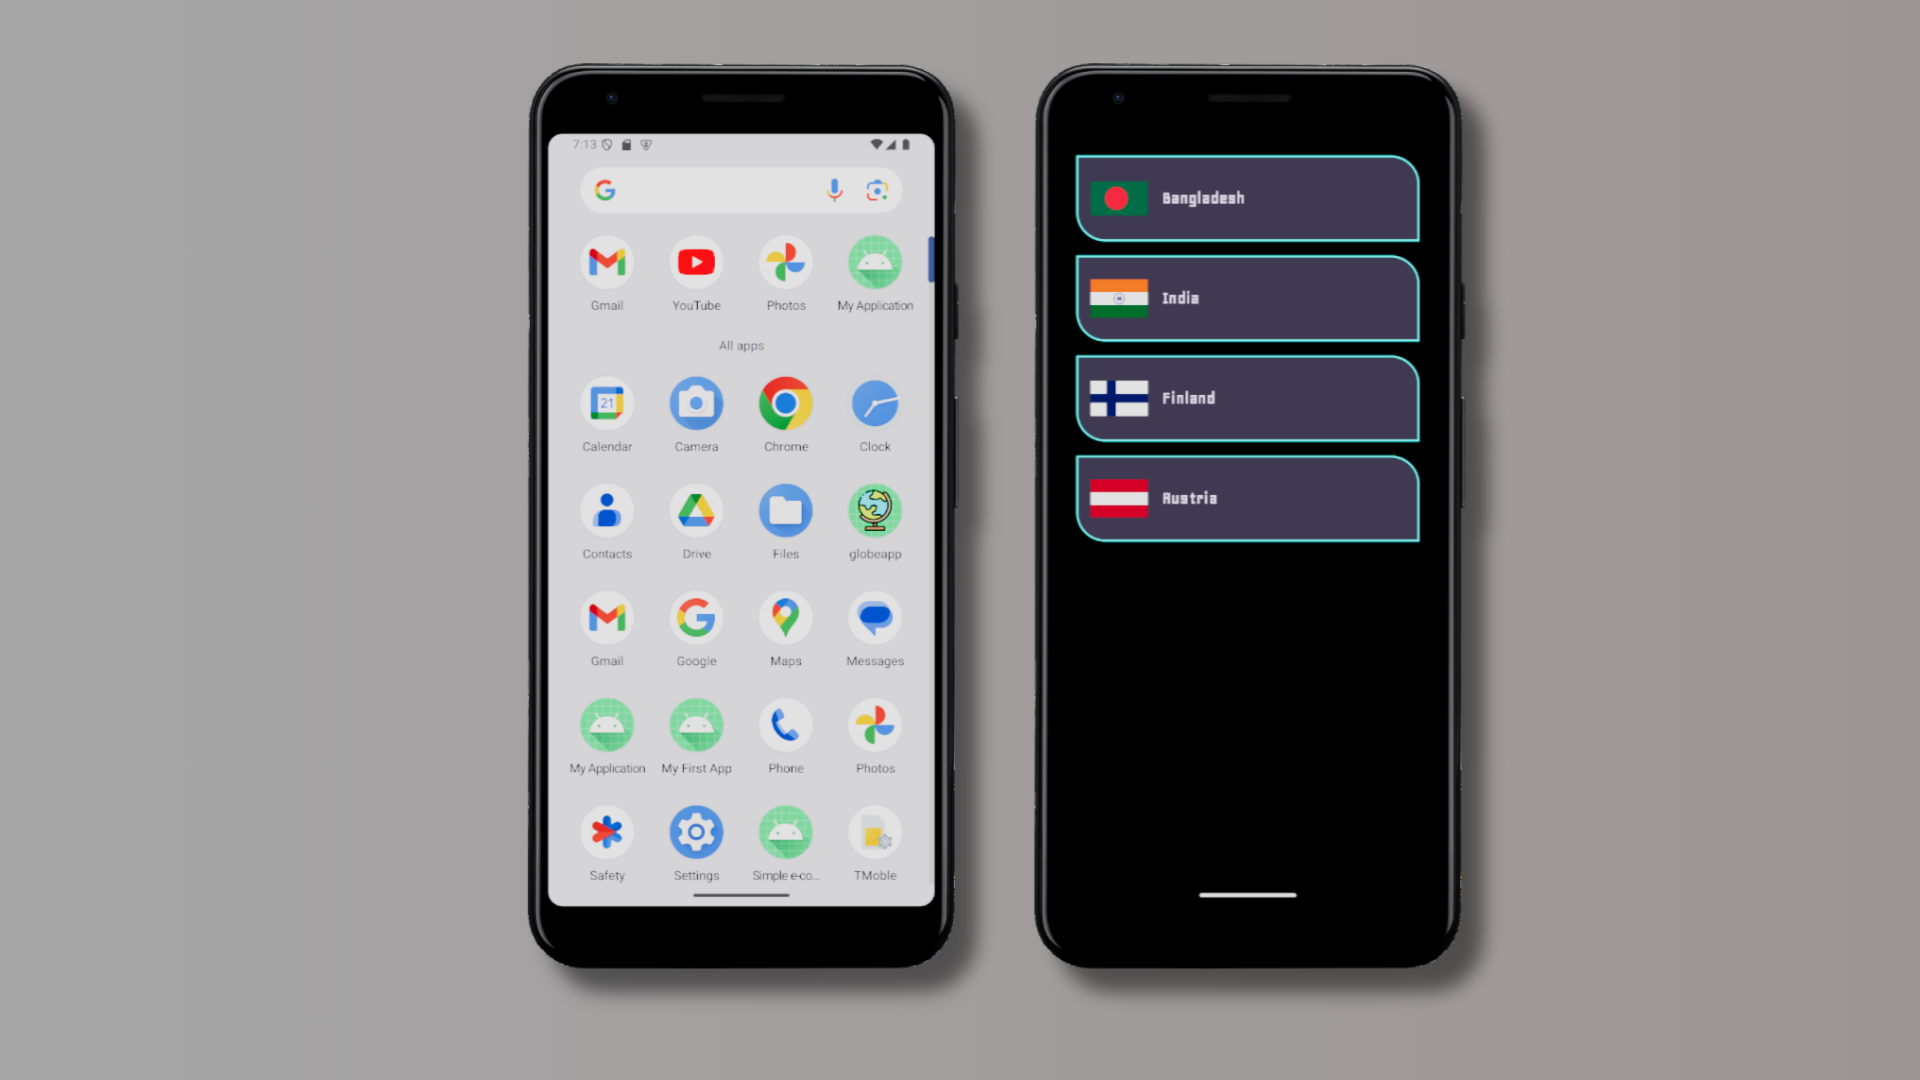 7:13
Gmail YouTube Photos My Application
All apps
21
Calendar Camera Chrome Clock
Contacts Drive Files globeapp
Gmail Google Maps Messages
My Application My First App Phone Photos
Safety Settings Simple e-co... TMoble
Bangladesh
India
Finland
Austria